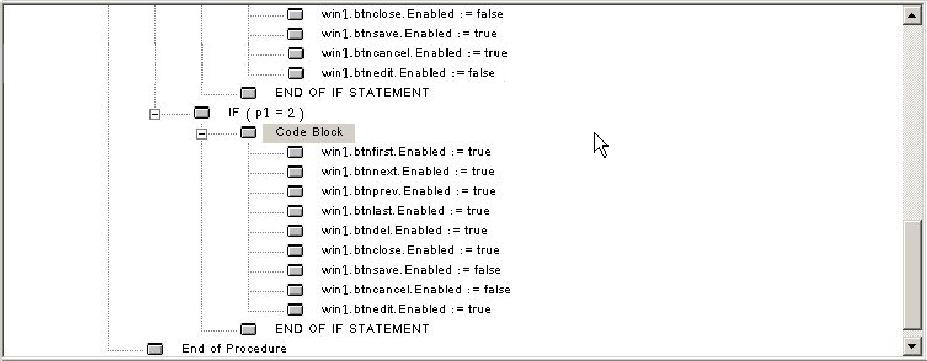 win1.btnclose.Enabled := false
win1.btnsave.Enabled := true
win1.btncancel.Enabled := true
win1.btnedit.Enabled := false
END OF IF STATEMENT
IF ( p1 = 2 )
Code Block
win1.btnfirst.Enabled := true
win1.btnnext.Enabled := true
win1.btnprev.Enabled := true
win1.btnlast.Enabled := true
win1.btndel.Enabled := true
win1.btnclose.Enabled := true
win1.btnsave.Enabled := false
win1.btncancel.Enabled := false
win1.btnedit.Enabled := true
END OF IF STATEMENT
End of Procedure